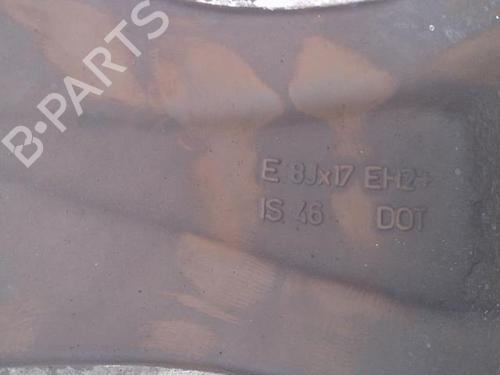 B-PARTS
E 8Jx17 EH2+
IS 46 DOT